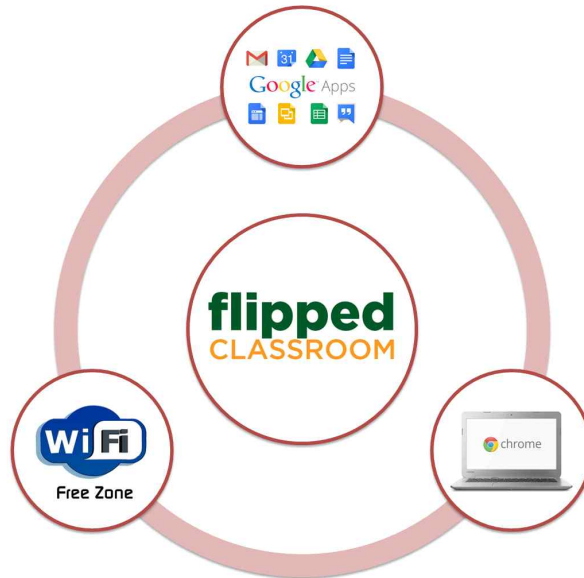 31
Google Apps
flipped
CLASSROOM
WiFi
Free Zone
chrome